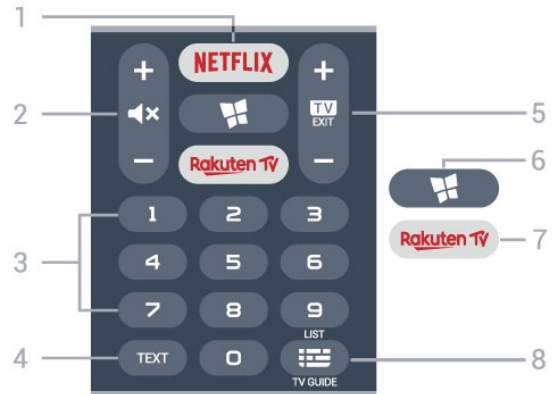 1
+ NETFLIX +
2 TV 5
EXIT
6
− Rakuten TV −
Rakuten TV 7
1 2 3
3 4 5 6
7 8 9
LIST
4 TEXT 0 8
TV GUIDE